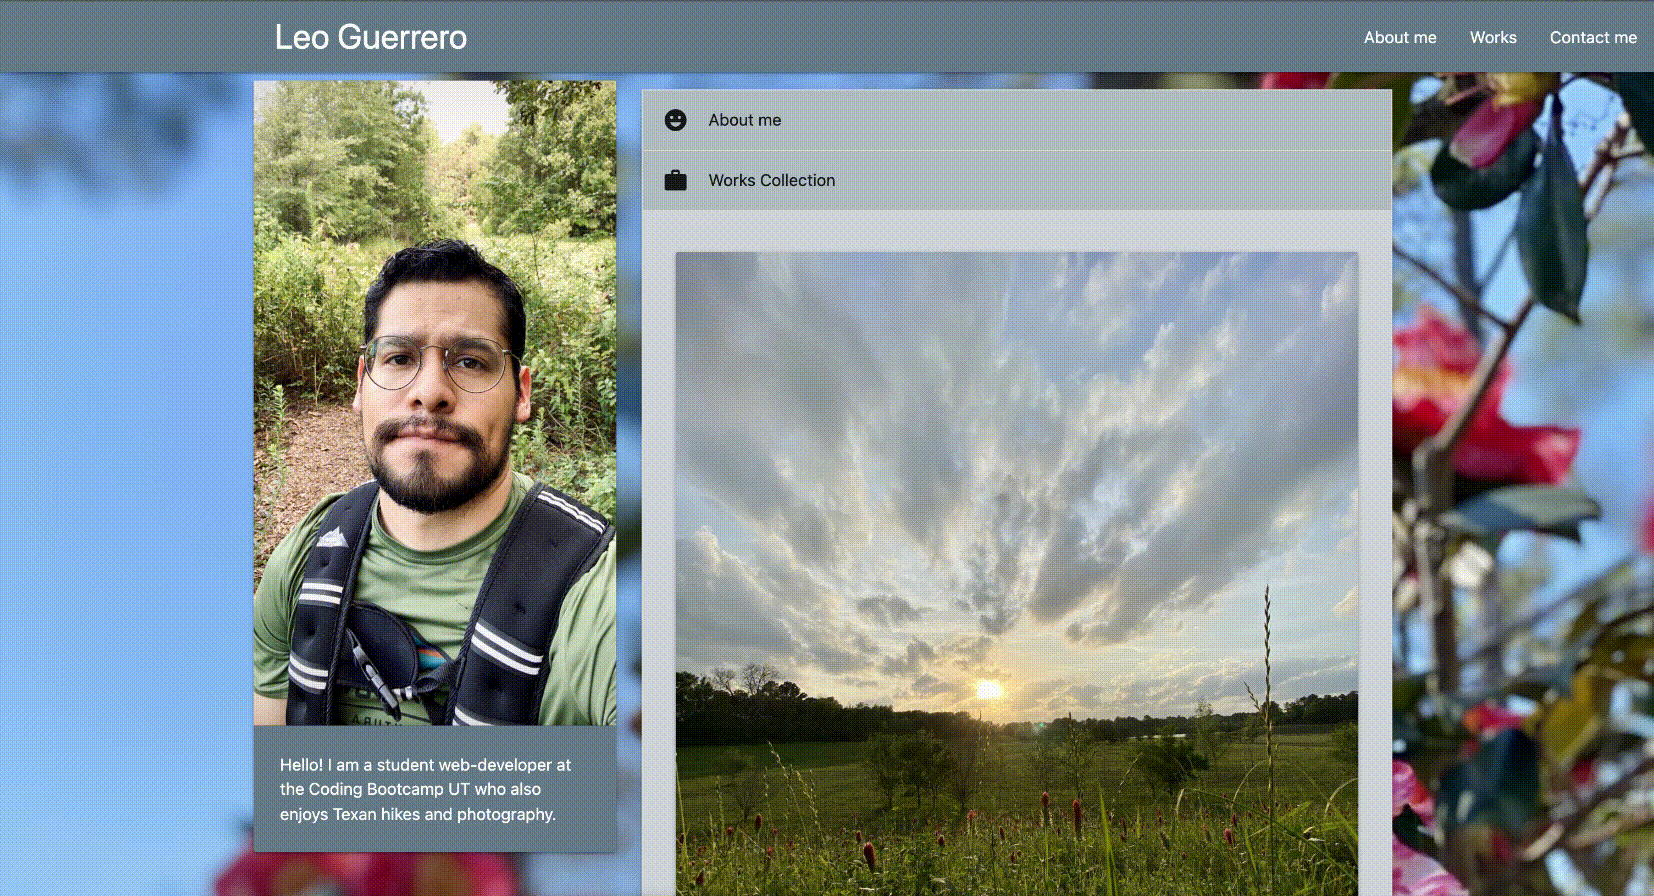 Leo Guerrero
About me
Works
Contact me
About me
Works Collection
Hello! I am a student web-developer at
the Coding Bootcamp UT who also
enjoys Texan hikes and photography.